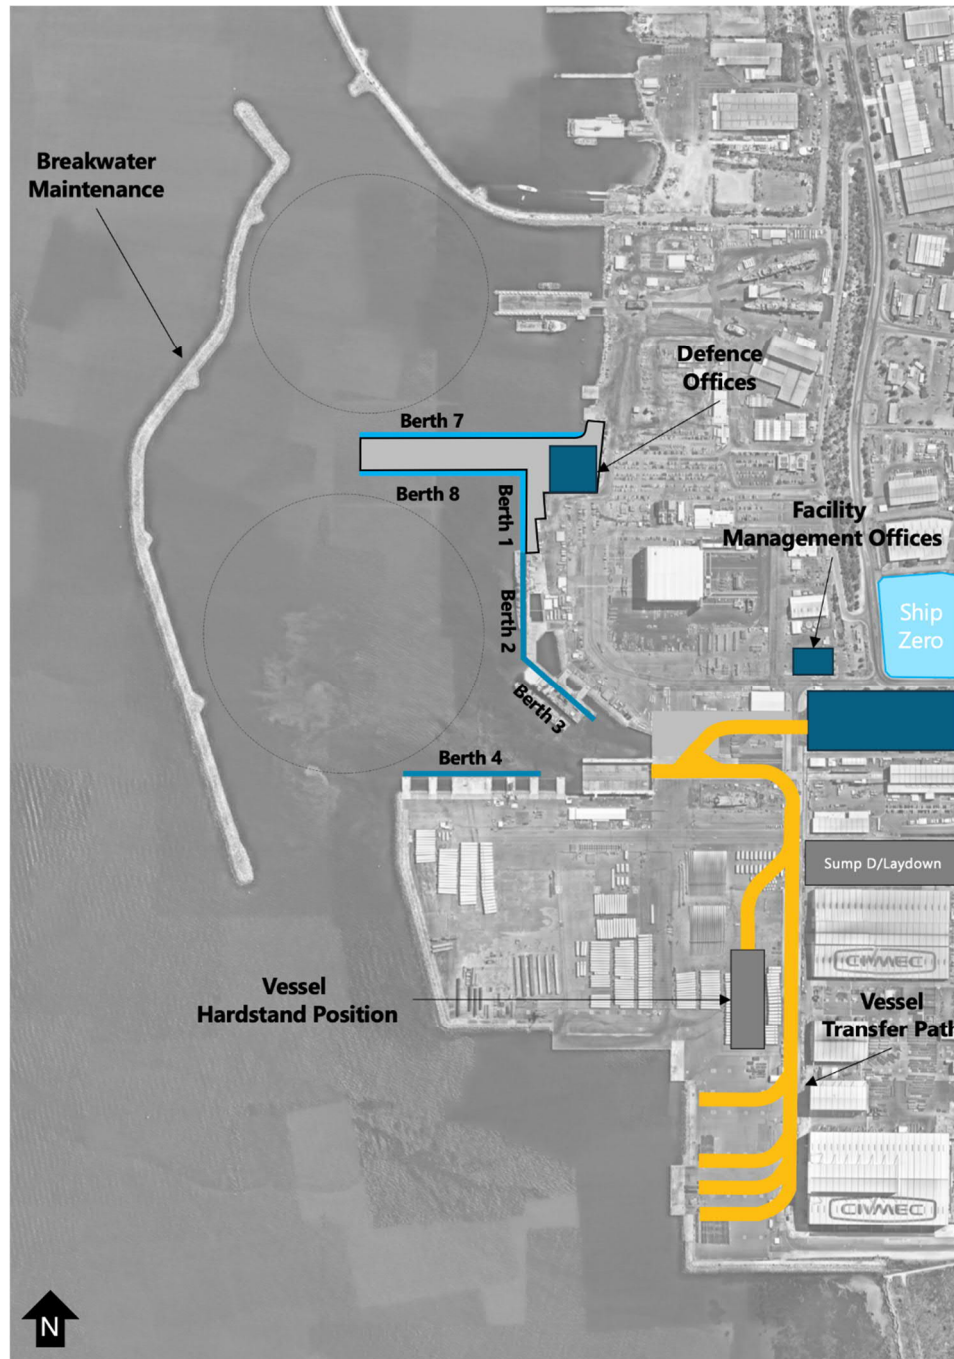 Breakwater
Maintenance
Defence
Offices
Berth 7
Berth 8
Berth 1
Facility
Management Offices
Berth 2
Ship
Zero
Berth 3
Berth 4
Sump D/Laydown
CIVMEC
Vessel
Hardstand Position
Vessel
Transfer Path
CIVMEC
N